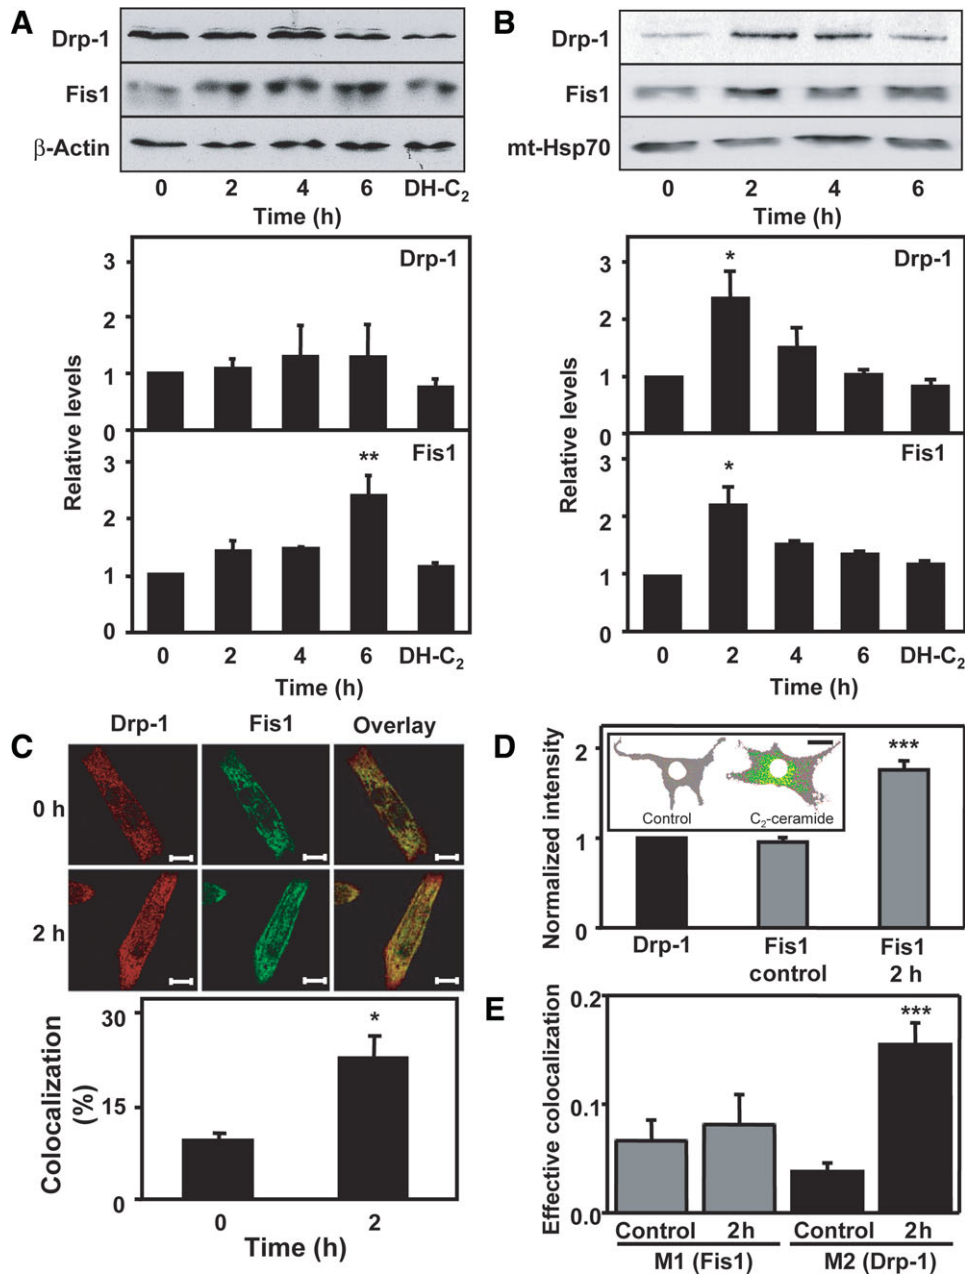 A
Drp-1
Fis1
β-Actin
0 2 4 6 DH-C₂
Time (h)
3
2
1
0
Drp-1
3
2
1
0
Fis1
**
Relative levels
0 2 4 6 DH-C₂
Time (h)
B
Drp-1
Fis1
mt-Hsp70
0 2 4 6
Time (h)
3
2
1
0
Drp-1
*
3
2
1
0
Fis1
*
Relative levels
0 2 4 6 DH-C₂
Time (h)
C
Drp-1 Fis1 Overlay
0 h
2 h
30
15
0
*
Colocalization (%)
0 2
Time (h)
D
Normalized intensity
2
1
0
Control
C₂-ceramide
***
Drp-1
Fis1 control
Fis1 2 h
E
Effective colocalization
0.2
0.1
0.0
***
Control 2h Control 2h
M1 (Fis1) M2 (Drp-1)